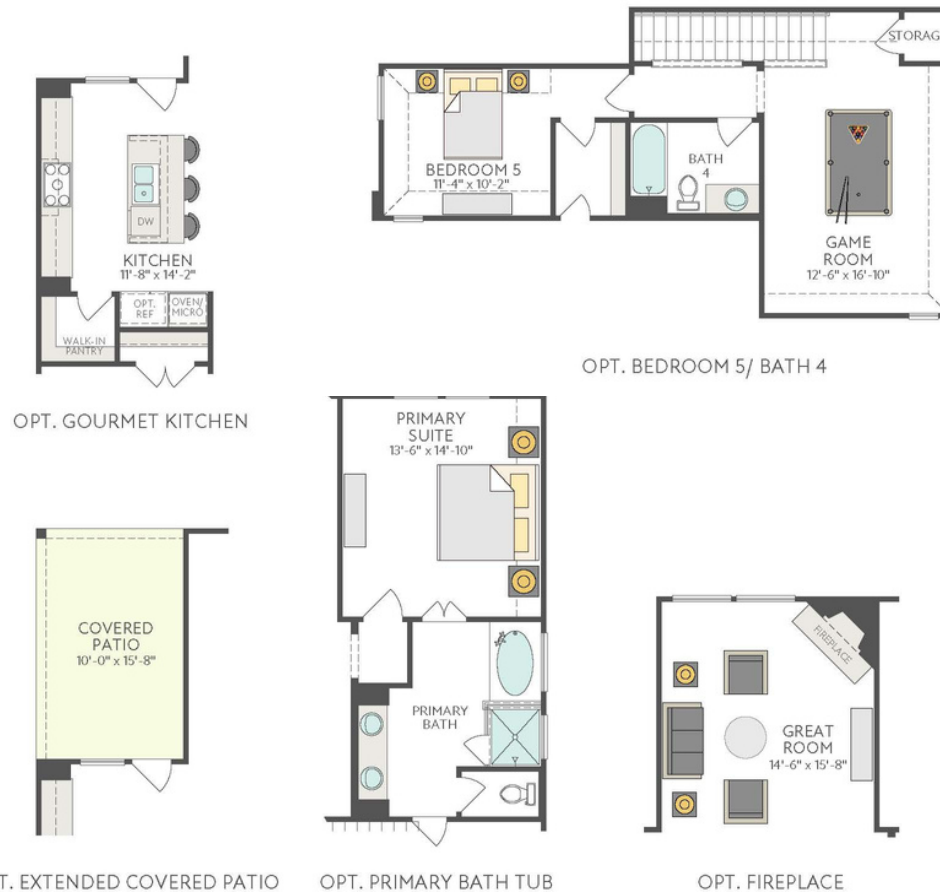 STORAG
BEDROOM 5
11'-4" x 10'-2"
BATH
4
GAME
ROOM
12'-6" x 16'-10"
OPT. BEDROOM 5/ BATH 4
DW
KITCHEN
11'-8" x 14'-2"
OPT.
REF
OVEN/
MICRO
WALK-IN
PANTRY
OPT. GOURMET KITCHEN
PRIMARY
SUITE
13'-6" x 14'-10"
PRIMARY
BATH
OPT. PRIMARY BATH TUB
COVERED
PATIO
10'-0" x 15'-8"
T. EXTENDED COVERED PATIO
FIREPLACE
GREAT
ROOM
14'-6" x 15'-8"
OPT. FIREPLACE